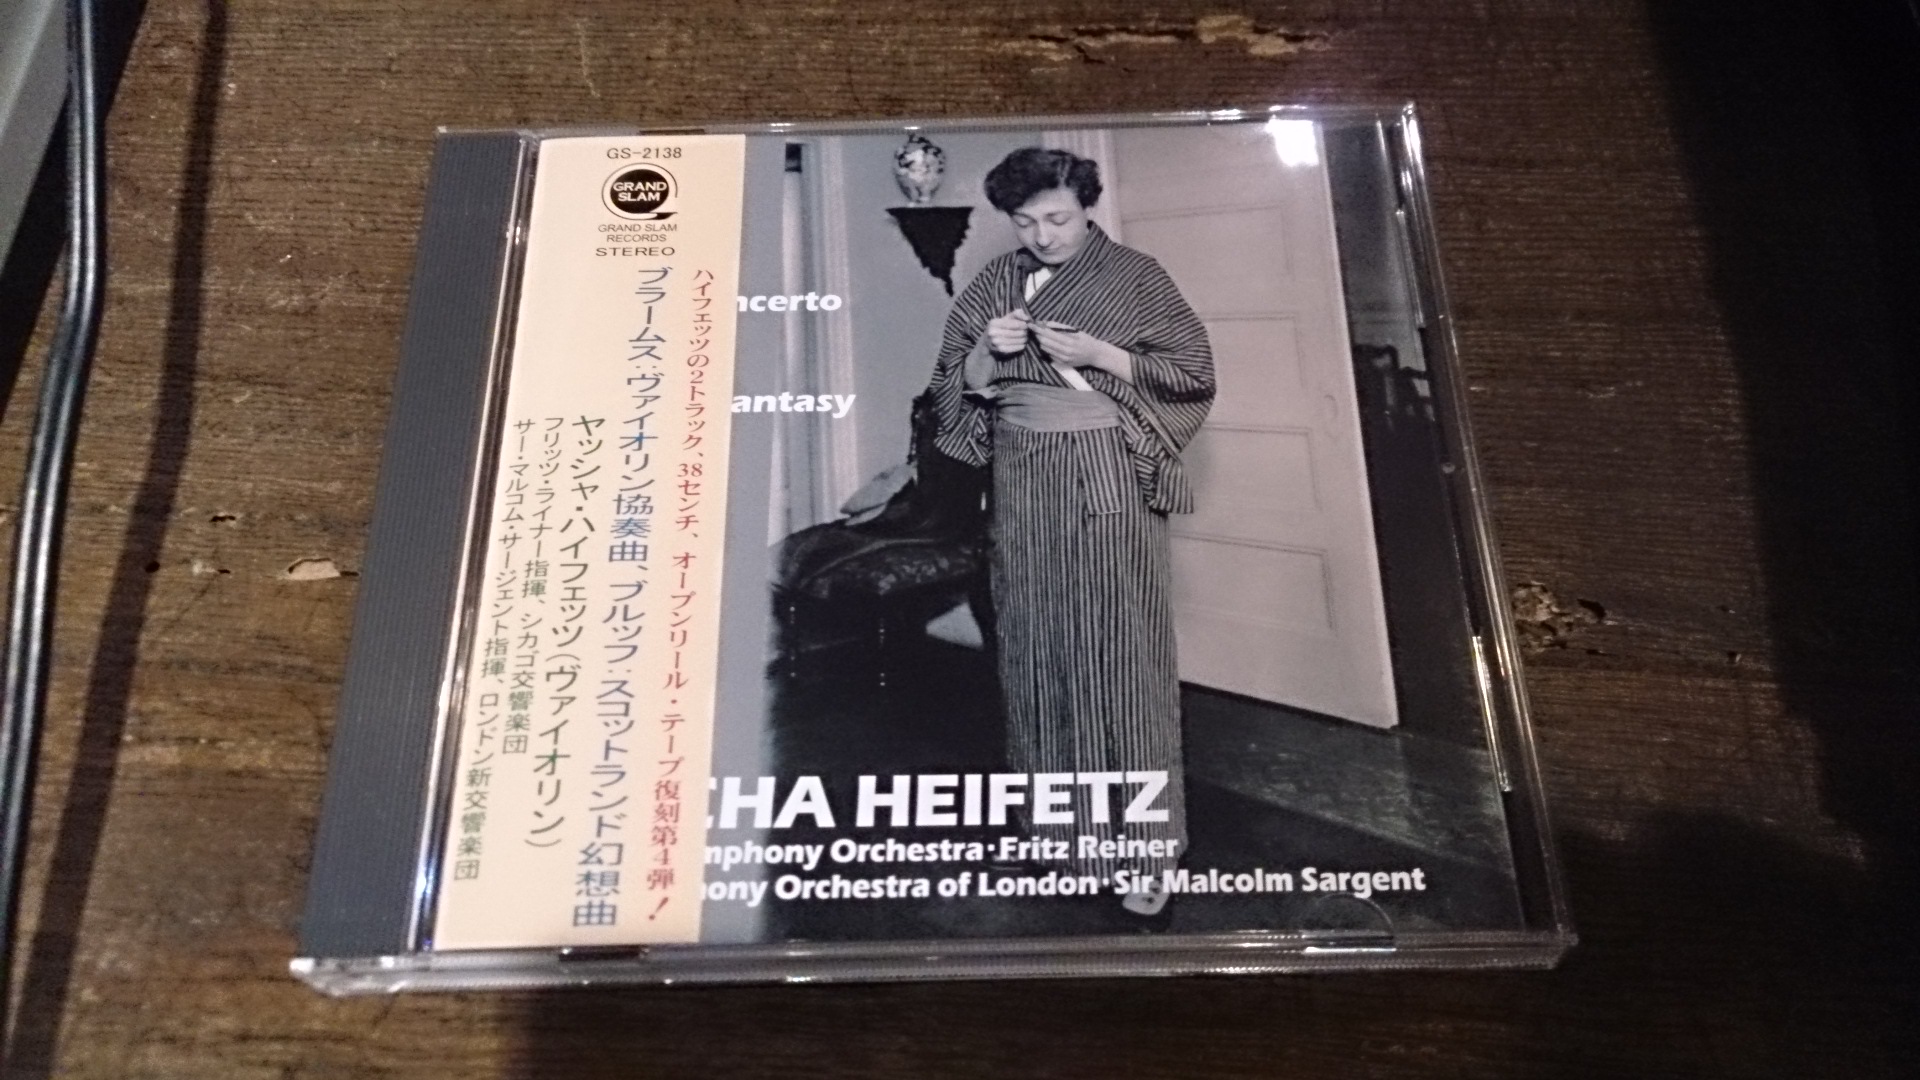 GS-2138
GRAND
SLAM
GRAND SLAM
RECORDS
STEREO
ハイフェッツの2トラック、38センチ、オープンリール・テープ復刻第4弾!
ブラームス:ヴァイオリン協奏曲、ブルッフ:スコットランド幻想曲
ヤッシャ・ハイフェッツ(ヴァイオリン)
フリッツ・ライナー指揮、シカゴ交響楽団
サー・マルコム・サージェント指揮、ロンドン新交響楽団
ncerto
antasy
CHA HEIFETZ
mphony Orchestra·Fritz Reiner
hony Orchestra of London·Sir Malcolm Sargent